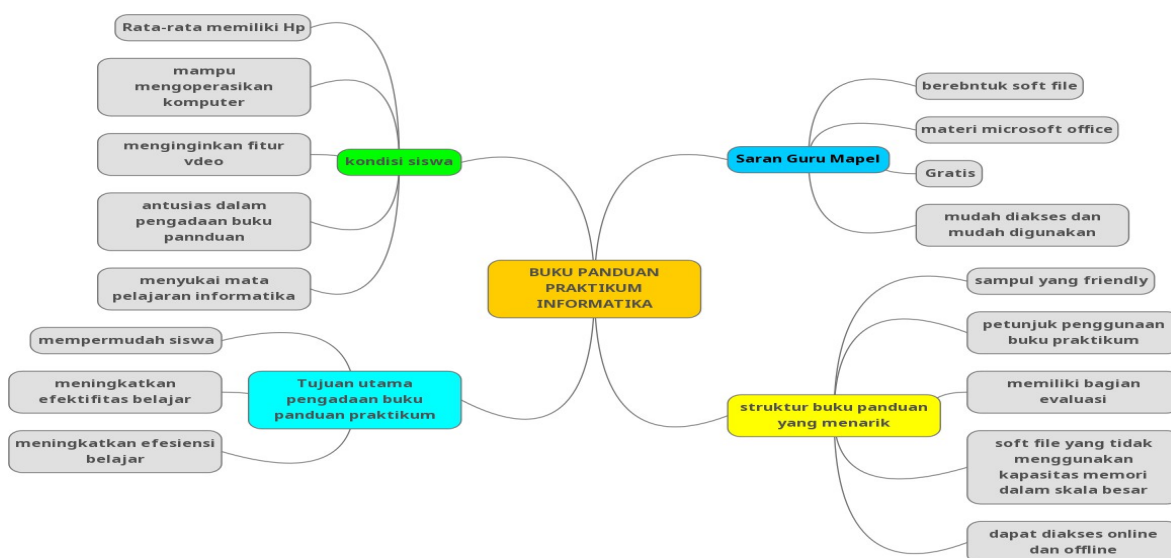 Rata-rata memiliki Hp
mampu
mengoperasikan
komputer
menginginkan fitur
vdeo
antusias dalam
pengadaan buku
pannduan
menyukai mata
pelajaran informatika
kondisi siswa
mempermudah siswa
meningkatkan
efektifitas belajar
meningkatkan efesiensi
belajar
Tujuan utama
pengadaan buku
panduan praktikum
BUKU PANDUAN
PRAKTIKUM
INFORMATIKA
Saran Guru Mapel
berebntuk soft file
materi microsoft office
Gratis
mudah diakses dan
mudah digunakan
struktur buku panduan
yang menarik
sampul yang friendly
petunjuk penggunaan
buku praktikum
memiliki bagian
evaluasi
soft file yang tidak
menggunakan
kapasitas memori
dalam skala besar
dapat diakses online
dan offline